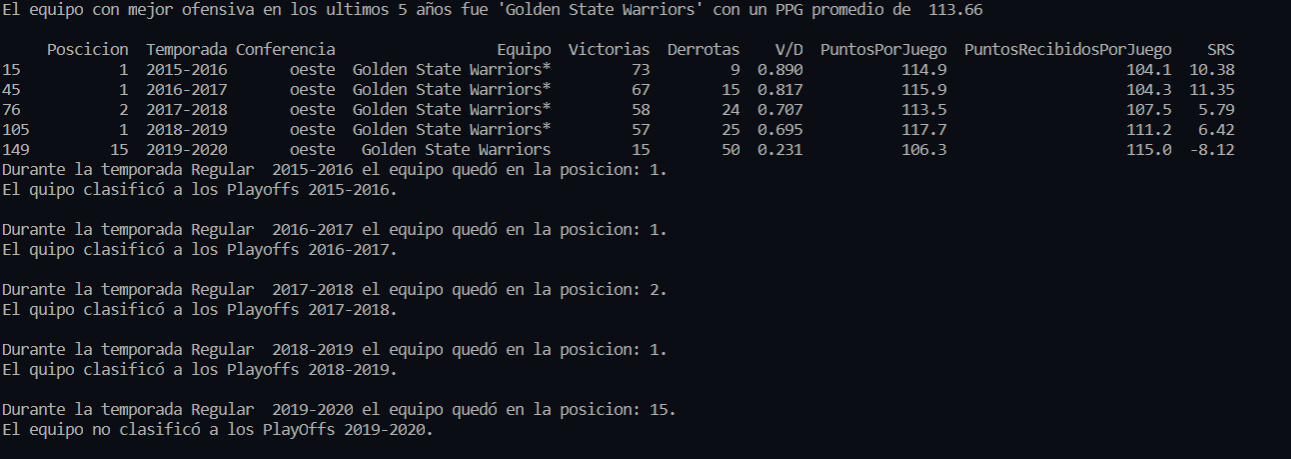 El equipo con mejor ofensiva en los ultimos 5 años fue 'Golden State Warriors' con un PPG promedio de  113.66
Poscicion  Temporada Conferencia  Equipo  Victorias  Derrotas  V/D  PuntosPorJuego  PuntosRecibidosPorJuego  SRS
15  1  2015-2016  oeste  Golden State Warriors*  73  9  0.890  114.9  104.1  10.38
45  1  2016-2017  oeste  Golden State Warriors*  67  15  0.817  115.9  104.3  11.35
76  2  2017-2018  oeste  Golden State Warriors*  58  24  0.707  113.5  107.5  5.79
105  1  2018-2019  oeste  Golden State Warriors*  57  25  0.695  117.7  111.2  6.42
149  15  2019-2020  oeste  Golden State Warriors  15  50  0.231  106.3  115.0  -8.12
Durante la temporada Regular  2015-2016 el equipo quedó en la posicion: 1.
El quipo clasificó a los Playoffs 2015-2016.
Durante la temporada Regular  2016-2017 el equipo quedó en la posicion: 1.
El quipo clasificó a los Playoffs 2016-2017.
Durante la temporada Regular  2017-2018 el equipo quedó en la posicion: 2.
El quipo clasificó a los Playoffs 2017-2018.
Durante la temporada Regular  2018-2019 el equipo quedó en la posicion: 1.
El quipo clasificó a los Playoffs 2018-2019.
Durante la temporada Regular  2019-2020 el equipo quedó en la posicion: 15.
El equipo no clasificó a los PlayOffs 2019-2020.